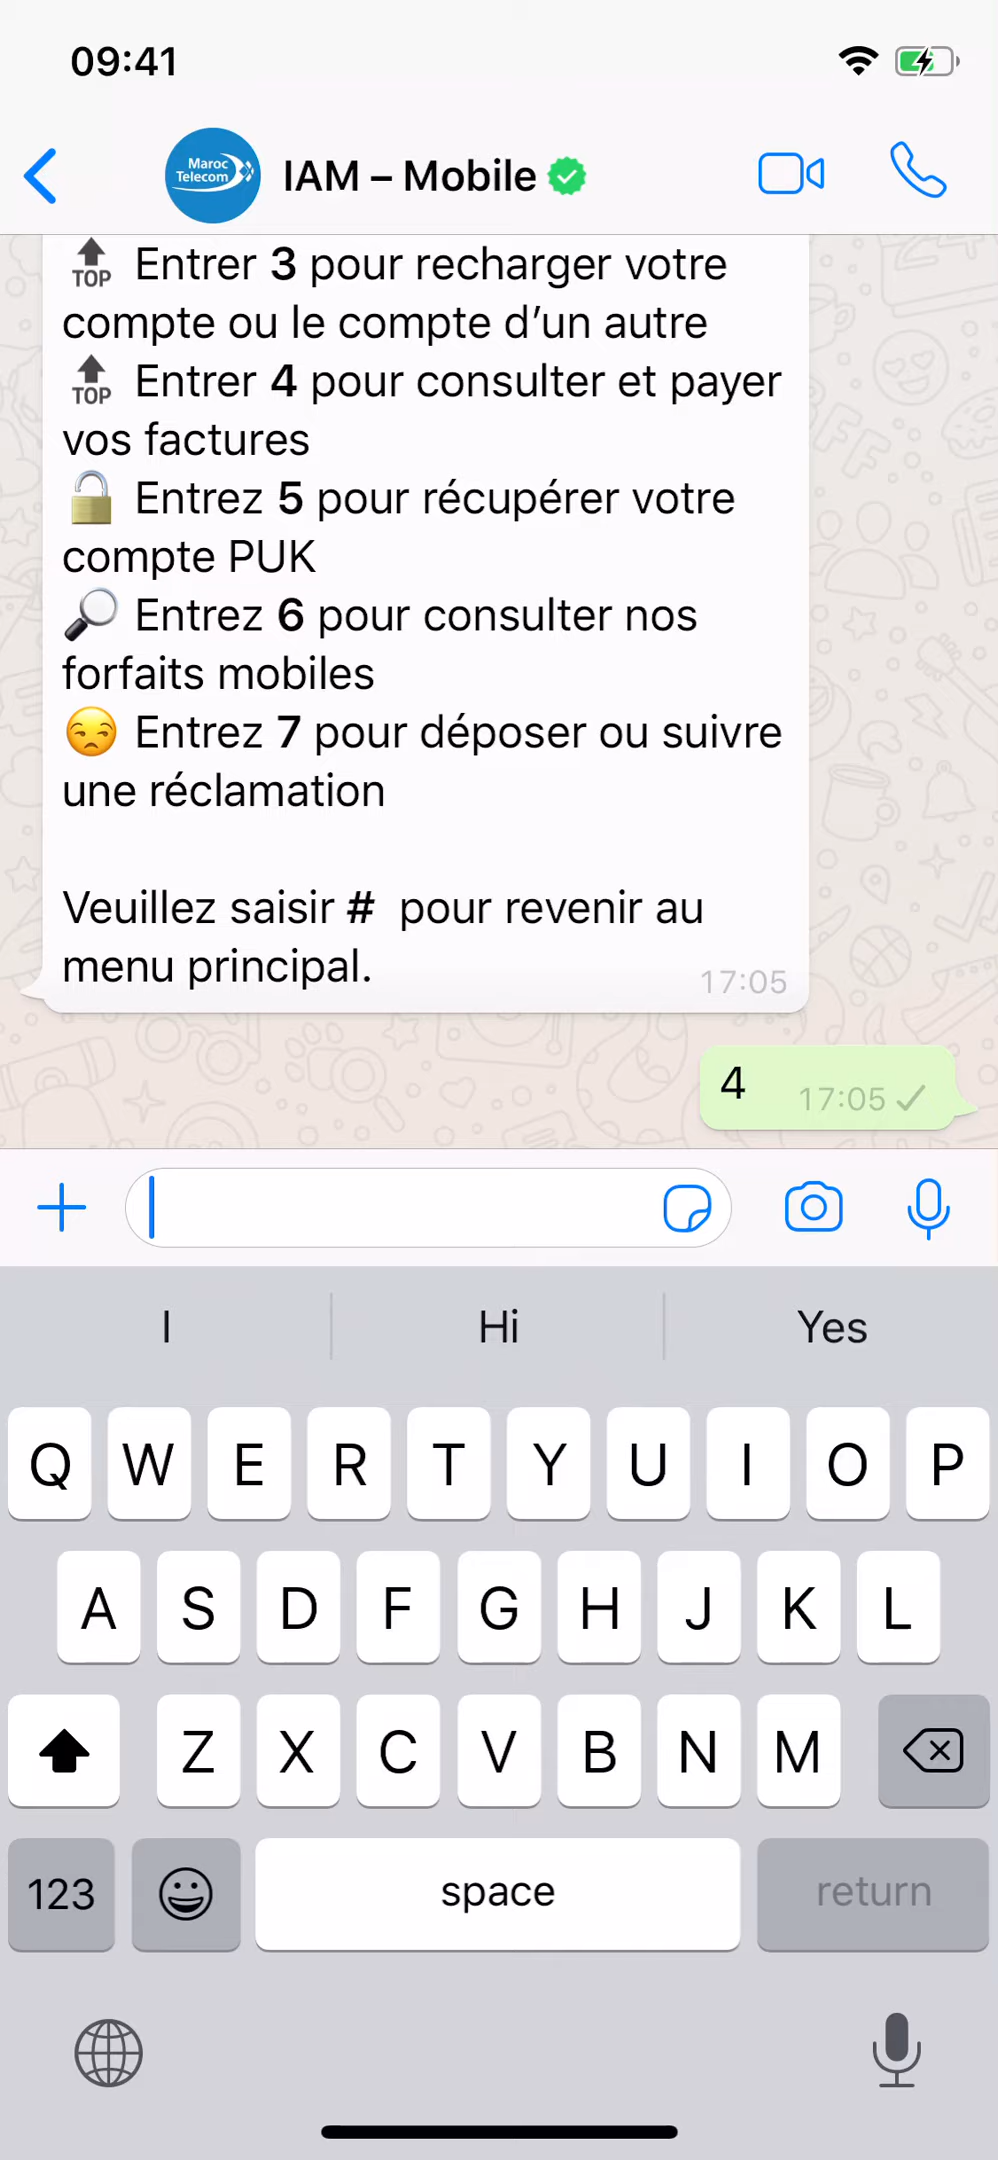 09:41
Maroc
Telecom
IAM – Mobile
TOP Entrer 3 pour recharger votre
compte ou le compte d’un autre
TOP Entrer 4 pour consulter et payer
vos factures
Entrez 5 pour récupérer votre
compte PUK
Entrez 6 pour consulter nos
forfaits mobiles
Entrez 7 pour déposer ou suivre
une réclamation
Veuillez saisir # pour revenir au
menu principal.
17:05
4 17:05
I Hi Yes
Q W E R T Y U I O P
A S D F G H J K L
Z X C V B N M
123 space return